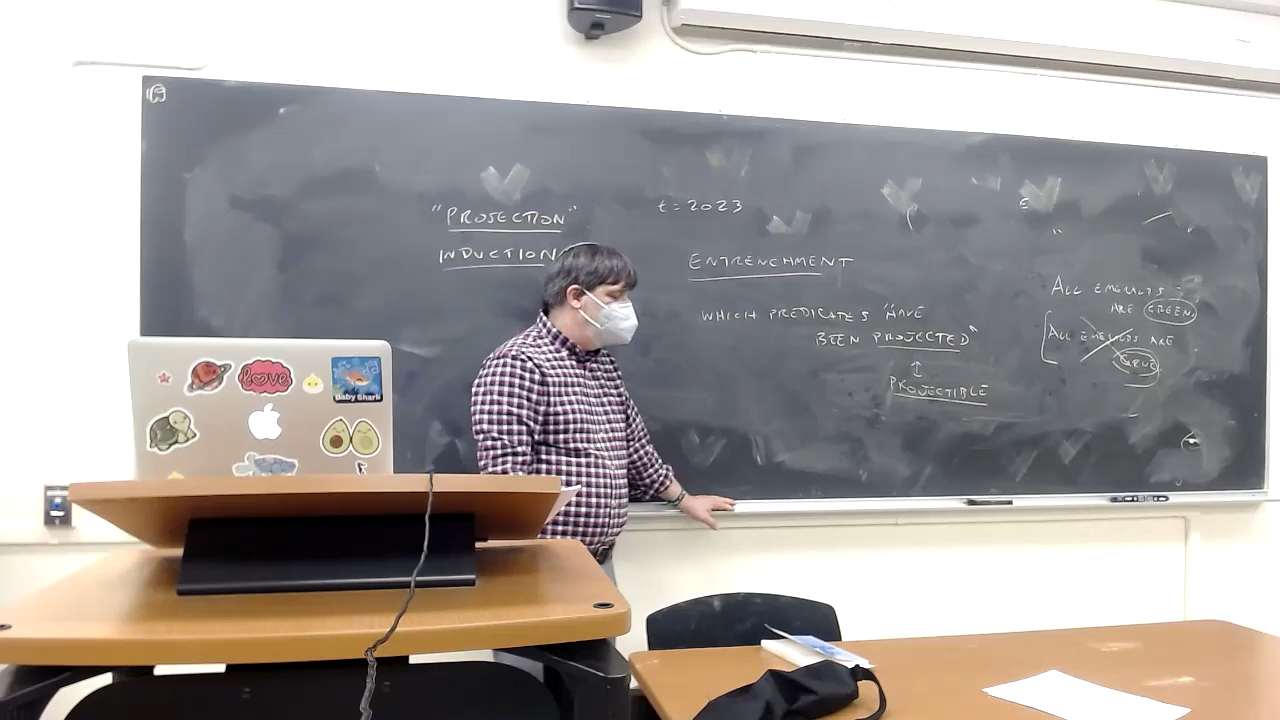 "PROJECTION"
INDUCTION
t = 2023
ENTRENCHMENT
WHICH PREDICATES "HAVE
BEEN PROJECTED"
↕
PROJECTIBLE
ALL EMERALDS
ARE GREEN.
ALL EMERALDS ARE
GRUE.
love
Baby Shark